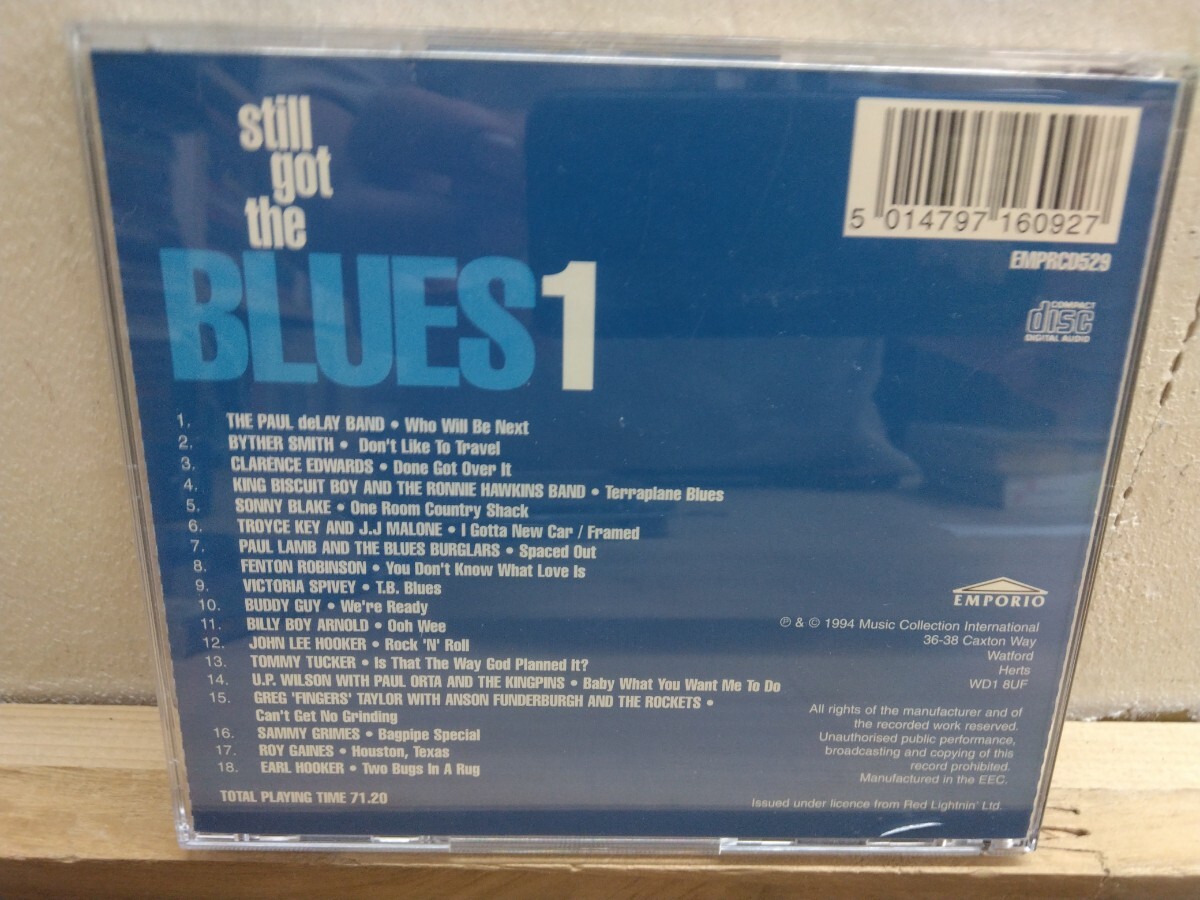 still
got
the
BLUES1
5 014797 160927
EMPRCD529
COMPACT
disc
DIGITAL AUDIO
1. THE PAUL deLAY BAND • Who Will Be Next
2. BYTHER SMITH • Don't Like To Travel
3. CLARENCE EDWARDS • Done Got Over It
4. KING BISCUIT BOY AND THE RONNIE HAWKINS BAND • Terraplane Blues
5. SONNY BLAKE • One Room Country Shack
6. TROYCE KEY AND J.J MALONE • I Gotta New Car / Framed
7. PAUL LAMB AND THE BLUES BURGLARS • Spaced Out
8. FENTON ROBINSON • You Don't Know What Love Is
9. VICTORIA SPIVEY • T.B. Blues
10. BUDDY GUY • We're Ready
11. BILLY BOY ARNOLD • Ooh Wee
12. JOHN LEE HOOKER • Rock 'N' Roll
13. TOMMY TUCKER • Is That The Way God Planned It?
14. U.P. WILSON WITH PAUL ORTA AND THE KINGPINS • Baby What You Want Me To Do
15. GREG 'FINGERS' TAYLOR WITH ANSON FUNDERBURGH AND THE ROCKETS •
Can't Get No Grinding
16. SAMMY GRIMES • Bagpipe Special
17. ROY GAINES • Houston, Texas
18. EARL HOOKER • Two Bugs In A Rug
TOTAL PLAYING TIME 71.20
EMPORIO
℗ & © 1994 Music Collection International
36-38 Caxton Way
Watford
Herts
WD1 8UF
All rights of the manufacturer and of
the recorded work reserved.
Unauthorised public performance,
broadcasting and copying of this
record prohibited.
Manufactured in the EEC.
Issued under licence from Red Lightnin' Ltd.